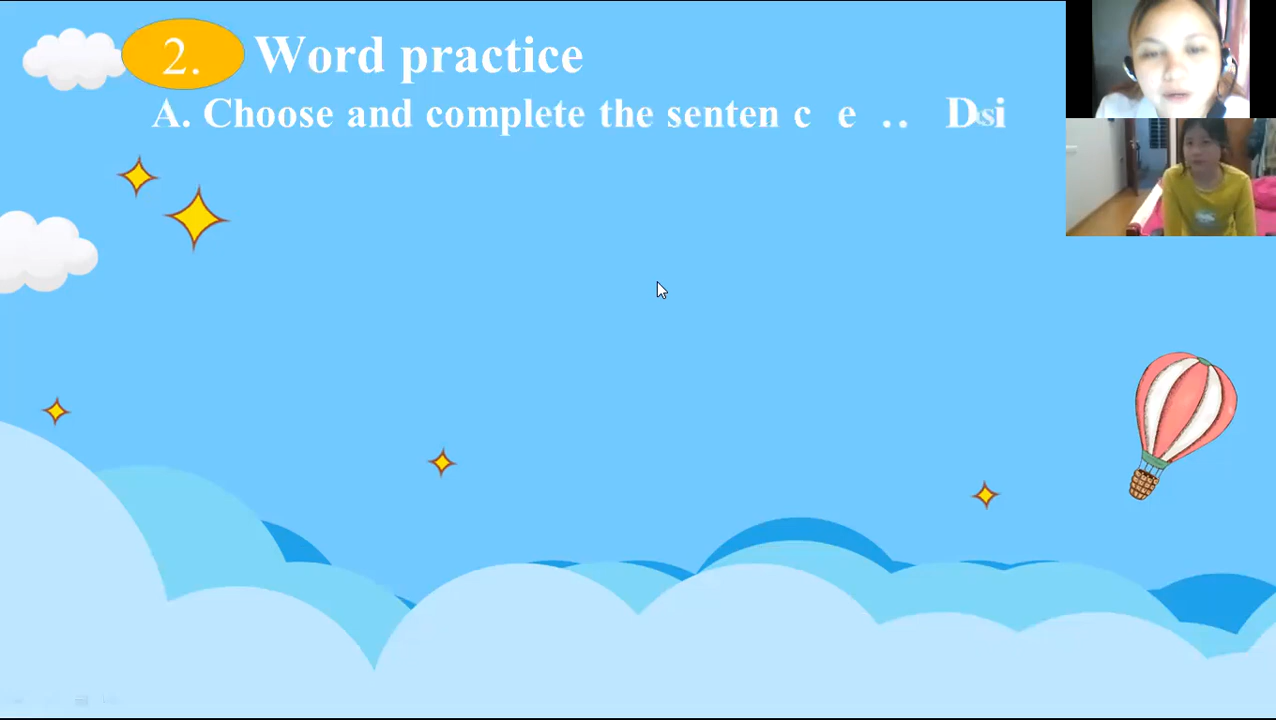 2. Word practice
A. Choose and complete the senten c e ..